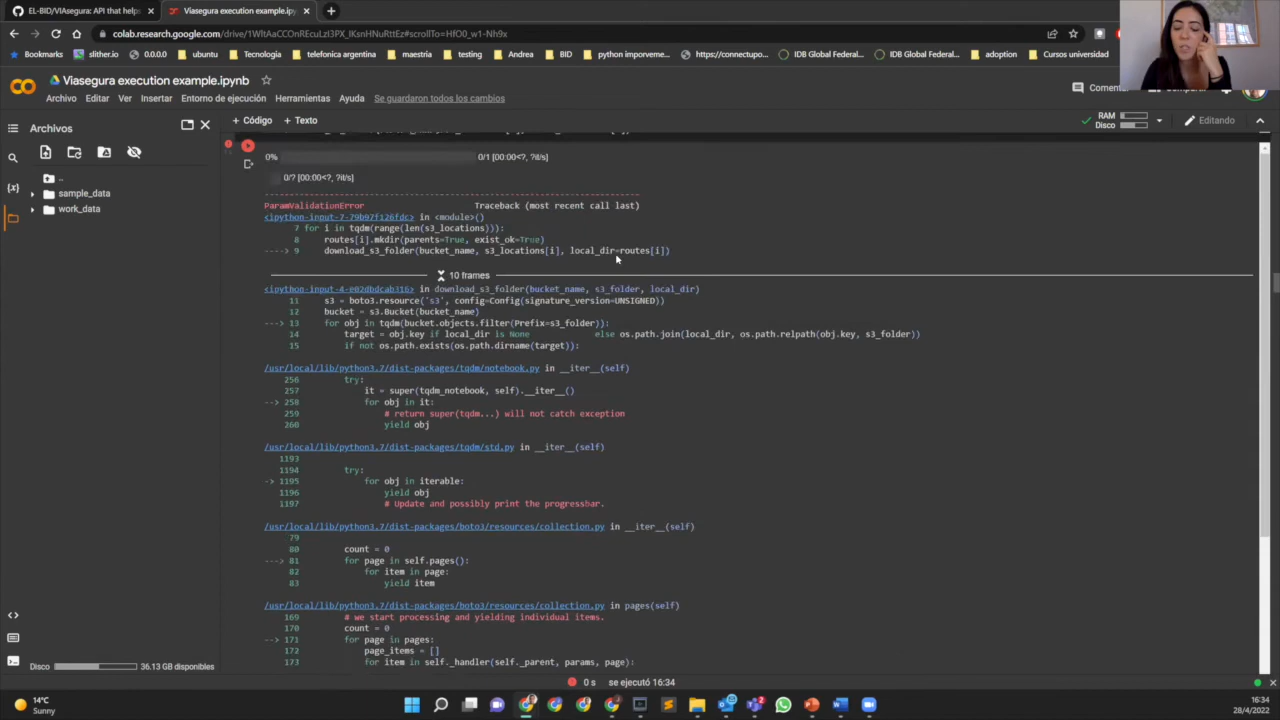 EL-BID/VIAsegura: API that helps
Viasegura execution example.ipy
colab.research.google.com/drive/1WltAaCCOnREcuLzI3PX_IKsnHNuRttEz#scrollTo=HfO0_w1-Nh9x
Bookmarks slither.io 0.0.0.0 ubuntu Tecnologia telefonica argentina maestria testing Andrea BID python imporveme... https://connectupo... IDB Global Federal... IDB Global Federal... adoption Cursos universidad
Viasegura execution example.ipynb
Archivo Editar Ver Insertar Entorno de ejecución Herramientas Ayuda Se guardaron todos los cambios
+ Código + Texto
RAM
Disco
Editando
Archivos
..
sample_data
work_data
0% 0/1 [00:00<?, ?it/s]
0/? [00:00<?, ?it/s]
---------------------------------------------------------------------------
ParamValidationError Traceback (most recent call last)
<ipython-input-7-79b97f126fdc> in <module>()
7 for i in tqdm(range(len(s3_locations))):
8 routes[i].mkdir(parents=True, exist_ok=True)
----> 9 download_s3_folder(bucket_name, s3_locations[i], local_dir=routes[i])
10 frames
<ipython-input-4-e02dbdcab316> in download_s3_folder(bucket_name, s3_folder, local_dir)
11 s3 = boto3.resource('s3', config=Config(signature_version=UNSIGNED))
12 bucket = s3.Bucket(bucket_name)
---> 13 for obj in tqdm(bucket.objects.filter(Prefix=s3_folder)):
14 target = obj.key if local_dir is None else os.path.join(local_dir, os.path.relpath(obj.key, s3_folder))
15 if not os.path.exists(os.path.dirname(target)):
/usr/local/lib/python3.7/dist-packages/tqdm/notebook.py in __iter__(self)
256 try:
257 it = super(tqdm_notebook, self).__iter__()
--> 258 for obj in it:
259 # return super(tqdm...) will not catch exception
260 yield obj
/usr/local/lib/python3.7/dist-packages/tqdm/std.py in __iter__(self)
1193
1194 try:
-> 1195 for obj in iterable:
1196 yield obj
1197 # Update and possibly print the progressbar.
/usr/local/lib/python3.7/dist-packages/boto3/resources/collection.py in __iter__(self)
79
80 count = 0
---> 81 for page in self.pages():
82 for item in page:
83 yield item
/usr/local/lib/python3.7/dist-packages/boto3/resources/collection.py in pages(self)
169 # we start processing and yielding individual items.
170 count = 0
--> 171 for page in pages:
172 page_items = []
173 for item in self._handler(self._parent, params, page):
Disco 36.13 GB disponibles
0 s se ejecutó 16:34
14°C
Sunny
16:34
28/4/2022